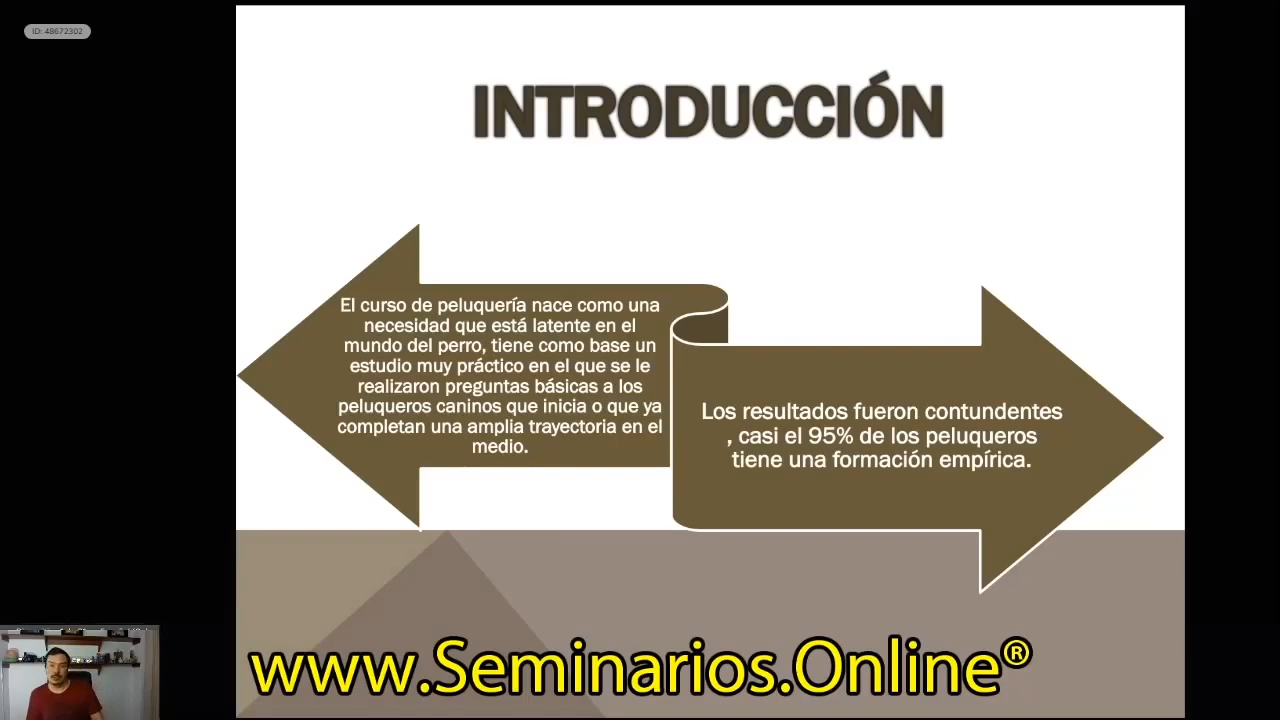 ID: 48672302
INTRODUCCIÓN
El curso de peluquería nace como una
necesidad que está latente en el
mundo del perro, tiene como base un
estudio muy práctico en el que se le
realizaron preguntas básicas a los
peluqueros caninos que inicia o que ya
completan una amplia trayectoria en el
medio.
Los resultados fueron contundentes
, casi el 95% de los peluqueros
tiene una formación empírica.
www.Seminarios.Online®